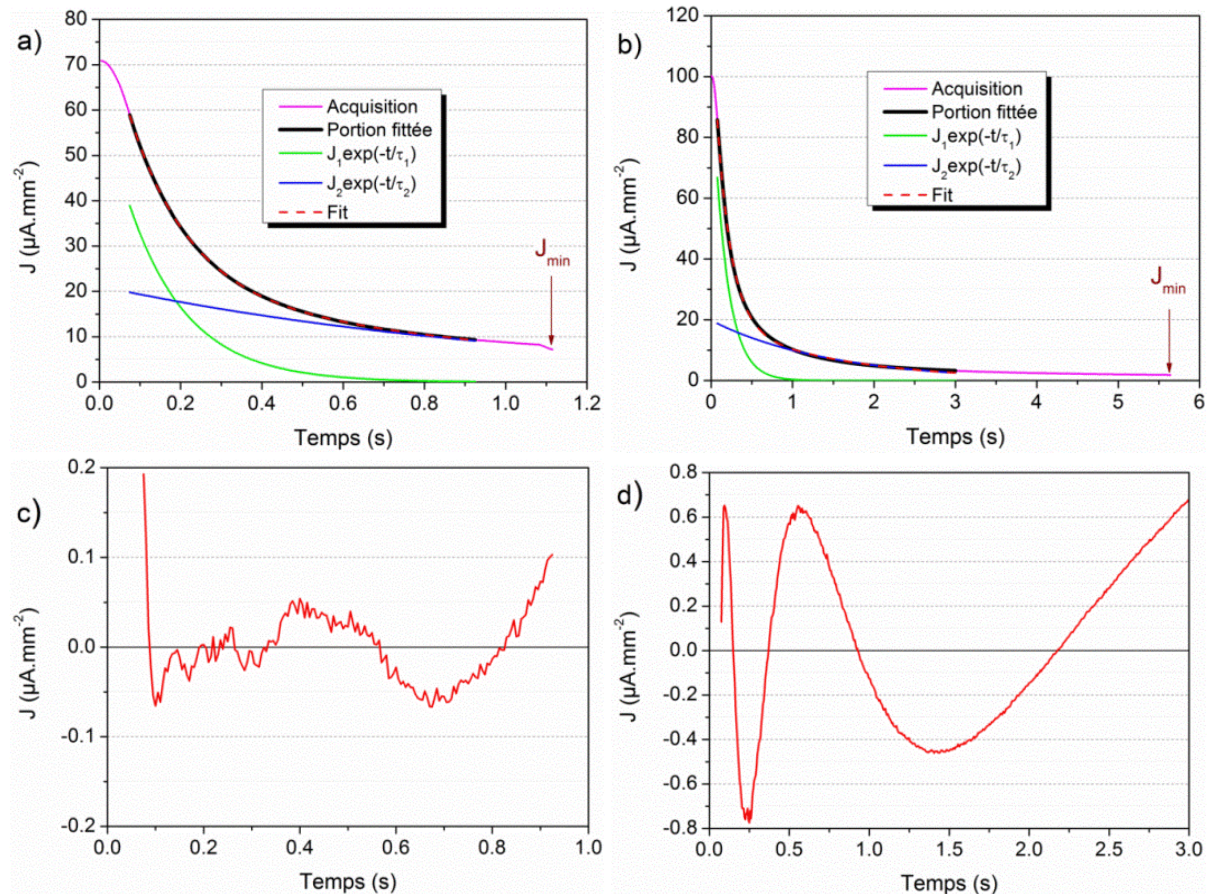 a)
J (µA.mm-2)
80
70
60
50
40
30
20
10
0
Acquisition
Portion fittée
J1exp(-t/τ1)
J2exp(-t/τ2)
Fit
Jmin
0.0 0.2 0.4 0.6 0.8 1.0 1.2
Temps (s)
b)
J (µA.mm-2)
120
100
80
60
40
20
0
Acquisition
Portion fittée
J1exp(-t/τ1)
J2exp(-t/τ2)
Fit
Jmin
0 1 2 3 4 5 6
Temps (s)
c)
J (µA.mm-2)
0.2
0.1
0.0
-0.1
-0.2
0.0 0.2 0.4 0.6 0.8 1.0
Temps (s)
d)
J (µA.mm-2)
0.8
0.6
0.4
0.2
0.0
-0.2
-0.4
-0.6
-0.8
0.0 0.5 1.0 1.5 2.0 2.5 3.0
Temps (s)